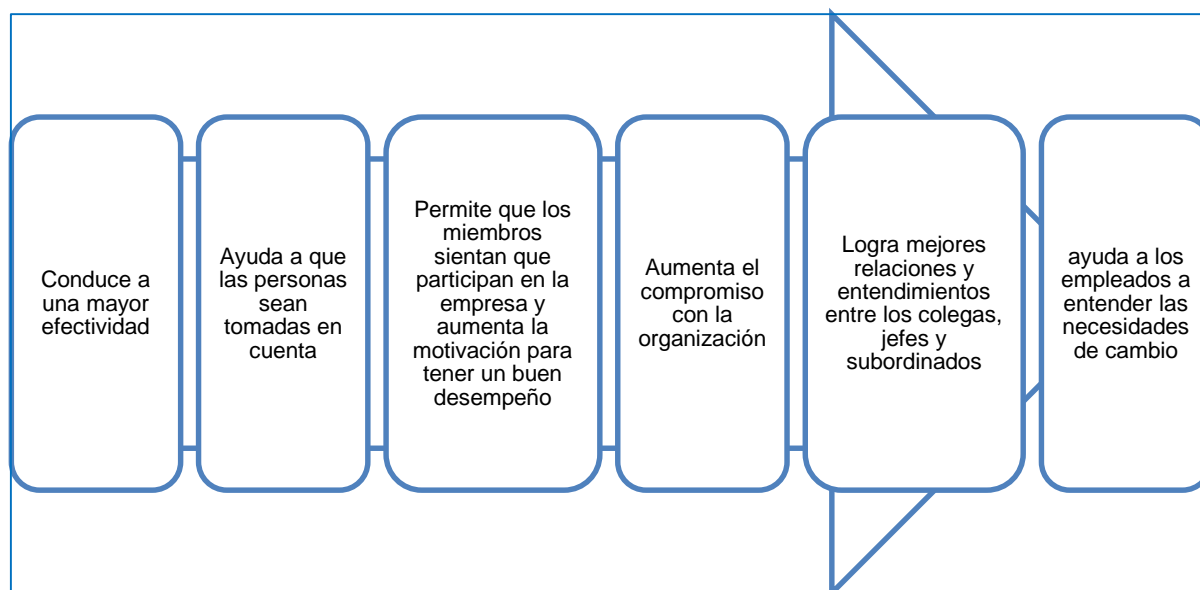 Conduce a
una mayor
efectividad
Ayuda a que
las personas
sean
tomadas en
cuenta
Permite que los
miembros
sientan que
participan en la
empresa y
aumenta la
motivación para
tener un buen
desempeño
Aumenta el
compromiso
con la
organización
Logra mejores
relaciones y
entendimientos
entre los colegas,
jefes y
subordinados
ayuda a los
empleados a
entender las
necesidades
de cambio